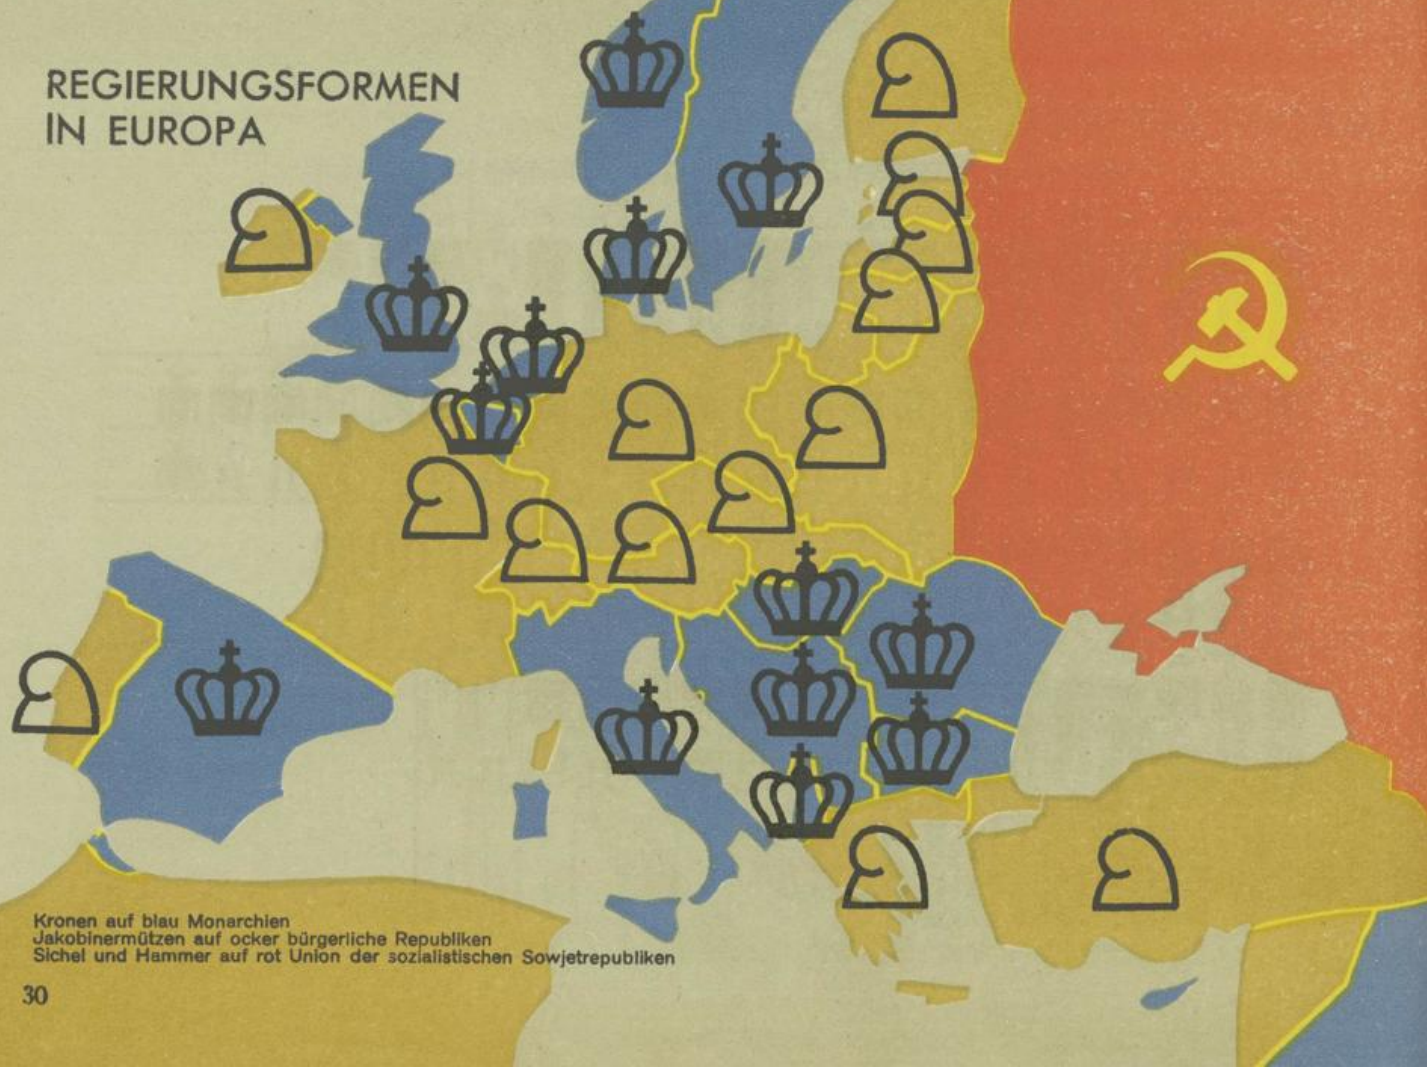 REGIERUNGSFORMEN
IN EUROPA
Kronen auf blau Monarchien
Jakobinermützen auf ocker bürgerliche Republiken
Sichel und Hammer auf rot Union der sozialistischen Sowjetrepubliken
30